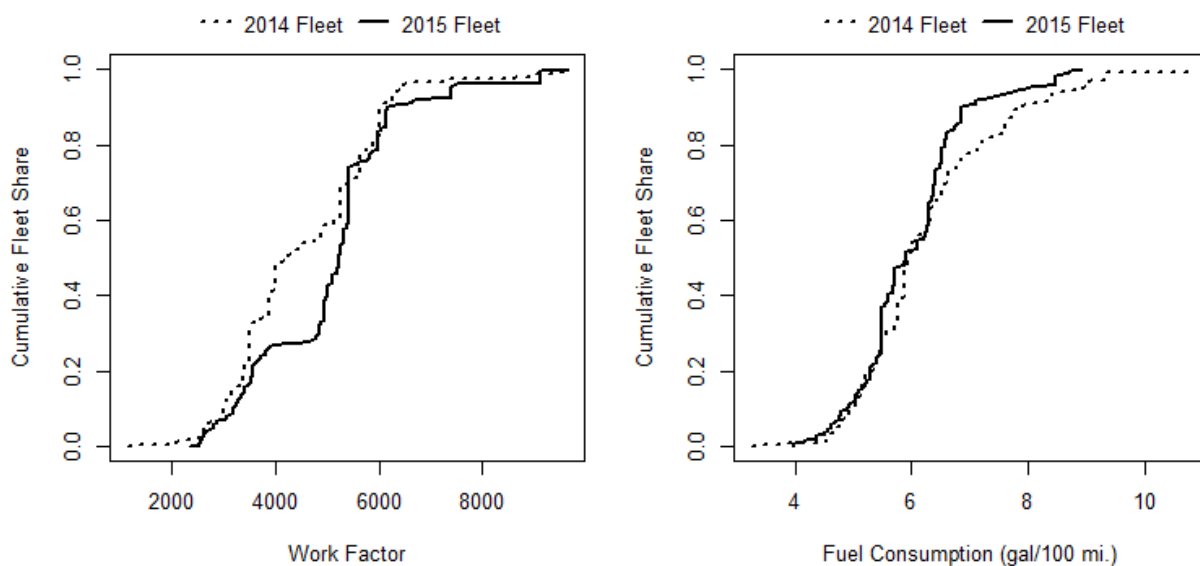 2014 Fleet 2015 Fleet
1.0
0.8
0.6
0.4
0.2
0.0
Cumulative Fleet Share
2000 4000 6000 8000
Work Factor
2014 Fleet 2015 Fleet
1.0
0.8
0.6
0.4
0.2
0.0
Cumulative Fleet Share
4 6 8 10
Fuel Consumption (gal/100 mi.)